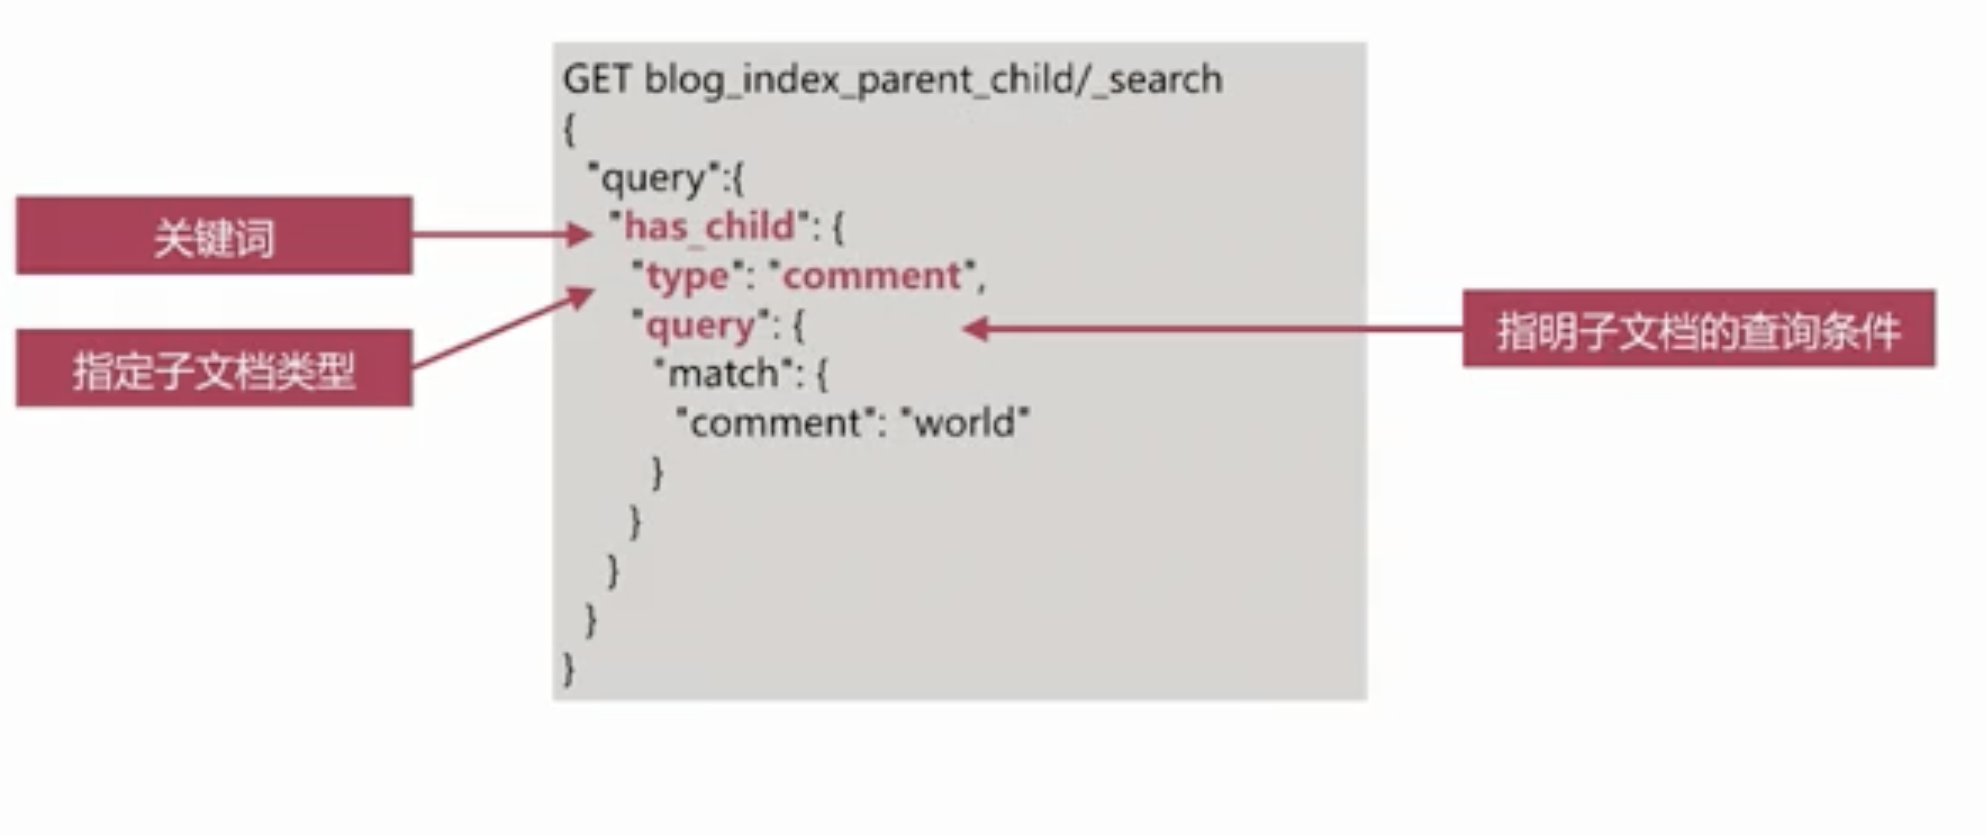 GET blog_index_parent_child/_search
{
"query":{
关键词
"has_child": {
"type": "comment",
指定子文档类型
"query": {
指明子文档的查询条件
"match": {
"comment": "world"
}
}
}
}
}